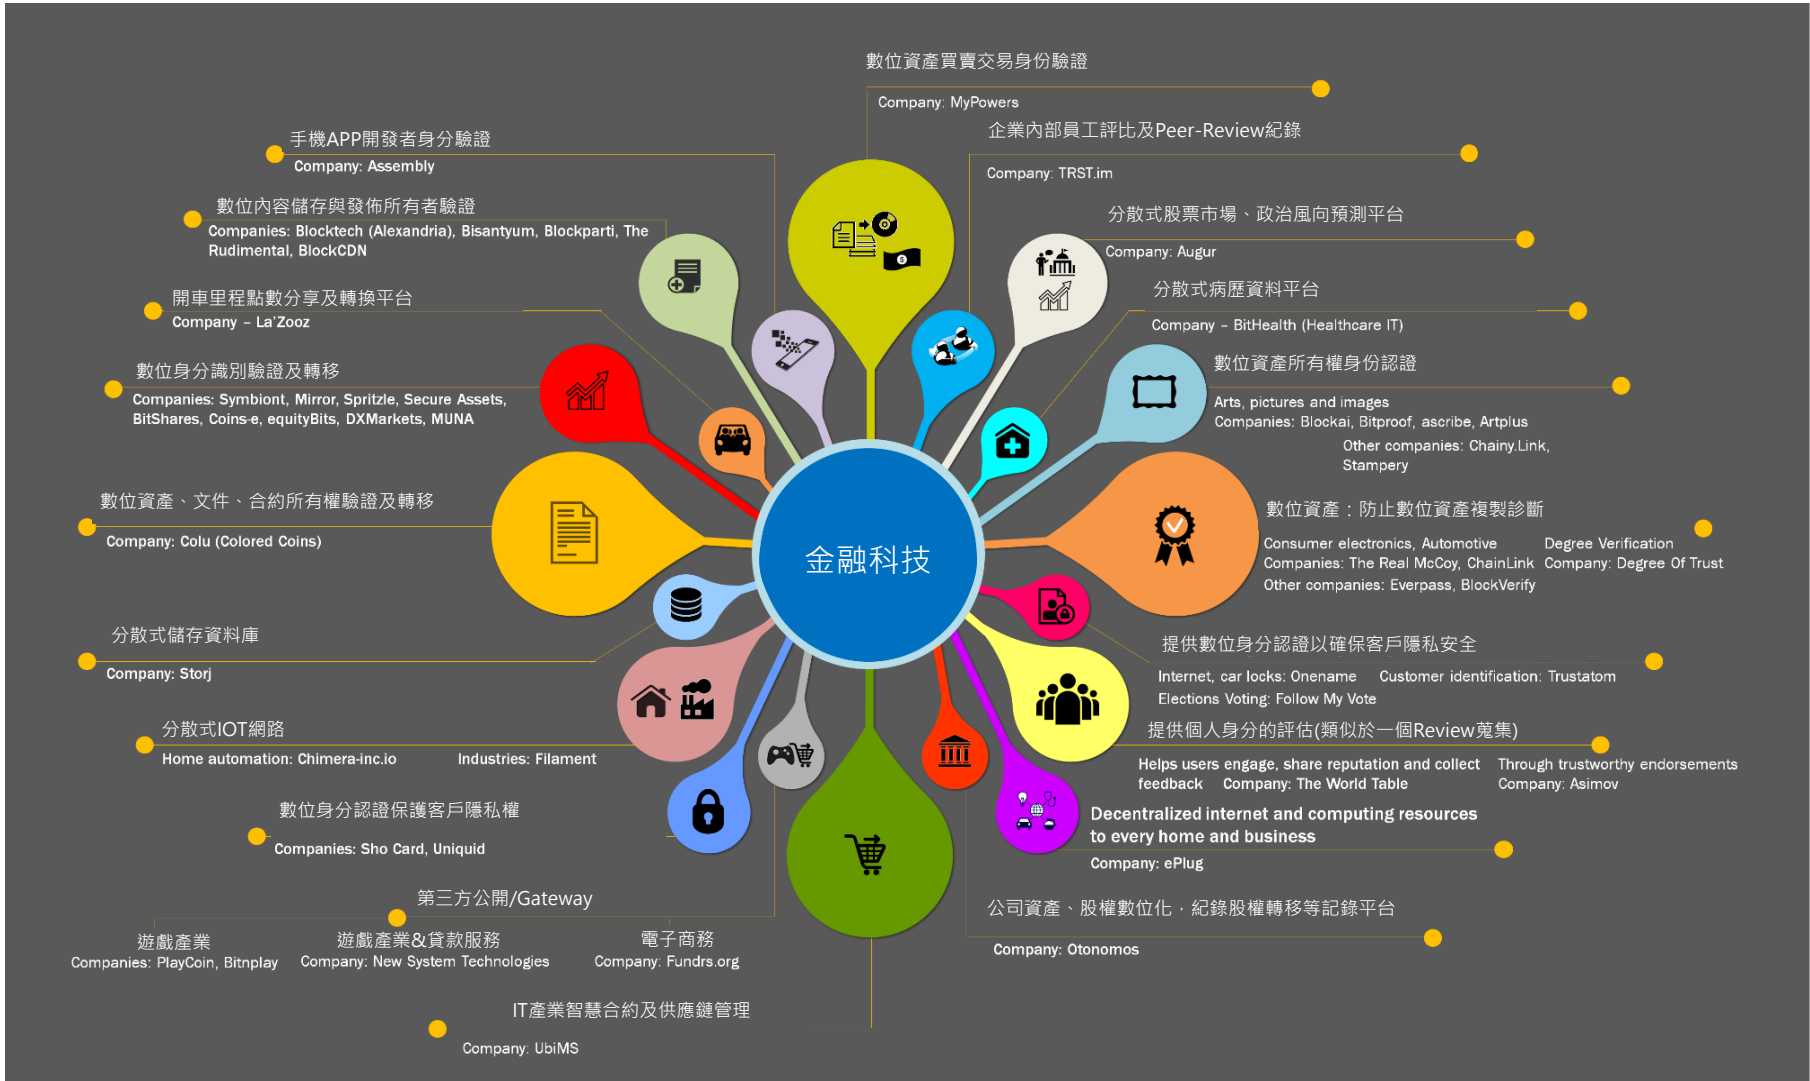 數位資產買賣交易身份驗證
Company: MyPowers
手機APP開發者身分驗證
Company: Assembly
企業內部員工評比及Peer-Review紀錄
Company: TRST.im
數位內容儲存與發佈所有者驗證
Companies: Blocktech (Alexandria), Bisantyum, Blockparti, The
Rudimental, BlockCDN
分散式股票市場、政治風向預測平台
Company: Augur
開車里程點數分享及轉換平台
Company – La'Zooz
分散式病歷資料平台
Company – BitHealth (Healthcare IT)
數位身分識別驗證及轉移
Companies: Symbiont, Mirror, Spritzle, Secure Assets,
BitShares, Coins-e, equityBits, DXMarkets, MUNA
數位資產所有權身份認證
Arts, pictures and images
Companies: Blockai, Bitproof, ascribe, Artplus
Other companies: Chainy.Link,
Stampery
數位資產、文件、合約所有權驗證及轉移
Company: Colu (Colored Coins)
金融科技
數位資產：防止數位資產複製診斷
Consumer electronics, Automotive
Companies: The Real McCoy, ChainLink
Other companies: Everpass, BlockVerify
Degree Verification
Company: Degree Of Trust
分散式儲存資料庫
Company: Storj
提供數位身分認證以確保客戶隱私安全
Internet, car locks: Onename Customer identification: Trustatom
Elections Voting: Follow My Vote
分散式IOT網路
Home automation: Chimera-inc.io Industries: Filament
提供個人身分的評估(類似於一個Review蒐集)
Helps users engage, share reputation and collect
feedback Company: The World Table
Through trustworthy endorsements
Company: Asimov
數位身分認證保護客戶隱私權
Companies: Sho Card, Uniquid
Decentralized internet and computing resources
to every home and business
Company: ePlug
第三方公開/Gateway
遊戲產業
Companies: PlayCoin, Bitnplay
遊戲產業&貸款服務
Company: New System Technologies
電子商務
Company: Fundrs.org
公司資產、股權數位化，紀錄股權轉移等記錄平台
Company: Otonomos
IT產業智慧合約及供應鏈管理
Company: UbiMS